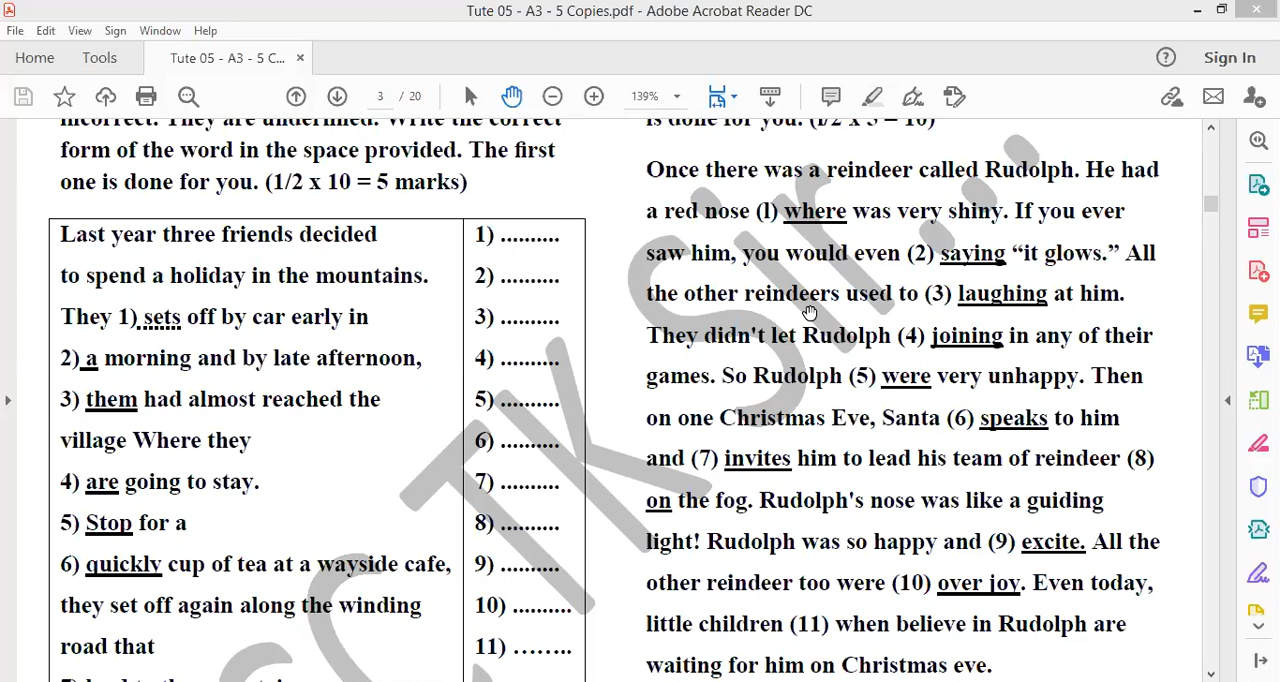 Tute 05 - A3 - 5 Copies.pdf - Adobe Acrobat Reader DC
File Edit View Sign Window Help
Home Tools Tute 05 - A3 - 5 C... × Sign In
3 / 20 139%
incorrect. They are underlined. Write the correct
form of the word in the space provided. The first
one is done for you. (1/2 x 10 = 5 marks)
Last year three friends decided
to spend a holiday in the mountains.
They 1) sets off by car early in
2) a morning and by late afternoon,
3) them had almost reached the
village Where they
4) are going to stay.
5) Stop for a
6) quickly cup of tea at a wayside cafe,
they set off again along the winding
road that
1) ..........
2) ..........
3) ..........
4) ..........
5) ..........
6) ..........
7) ..........
8) ..........
9) ..........
10) ..........
11) ……..
is done for you. (1/2 x 5 = 10)
Once there was a reindeer called Rudolph. He had
a red nose (l) where was very shiny. If you ever
saw him, you would even (2) saying “it glows.” All
the other reindeers used to (3) laughing at him.
They didn't let Rudolph (4) joining in any of their
games. So Rudolph (5) were very unhappy. Then
on one Christmas Eve, Santa (6) speaks to him
and (7) invites him to lead his team of reindeer (8)
on the fog. Rudolph's nose was like a guiding
light! Rudolph was so happy and (9) excite. All the
other reindeer too were (10) over joy. Even today,
little children (11) when believe in Rudolph are
waiting for him on Christmas eve.
TK Sir...